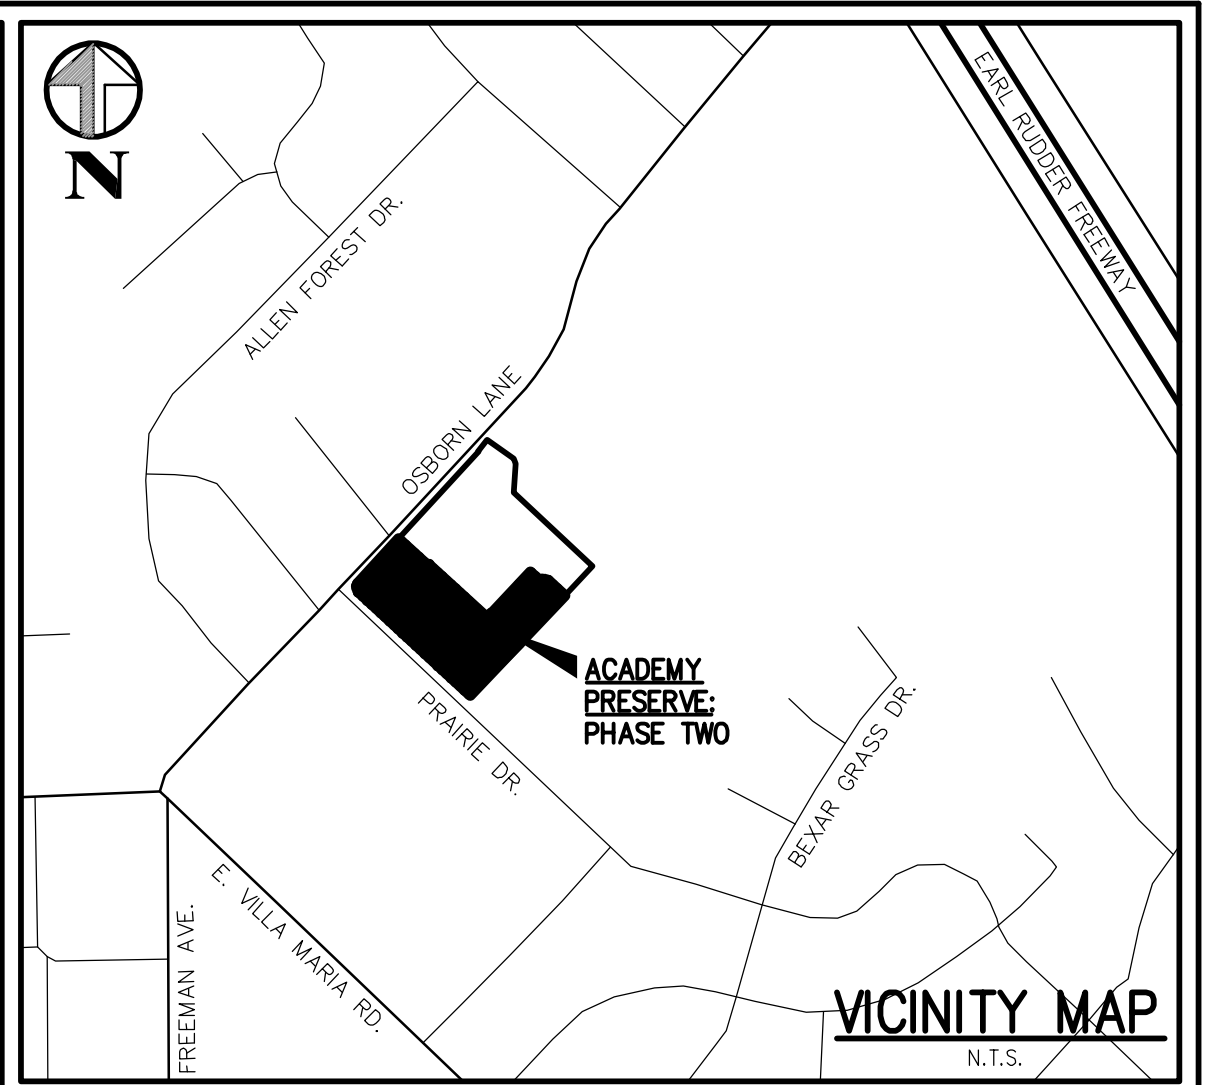 N
EARL RUDDER FREEWAY
ALLEN FOREST DR.
OSBORN LANE
ACADEMY
PRESERVE:
PHASE TWO
PRAIRIE DR.
BEXAR GRASS DR.
E. VILLA MARIA RD.
FREEMAN AVE.
VICINITY MAP
N.T.S.